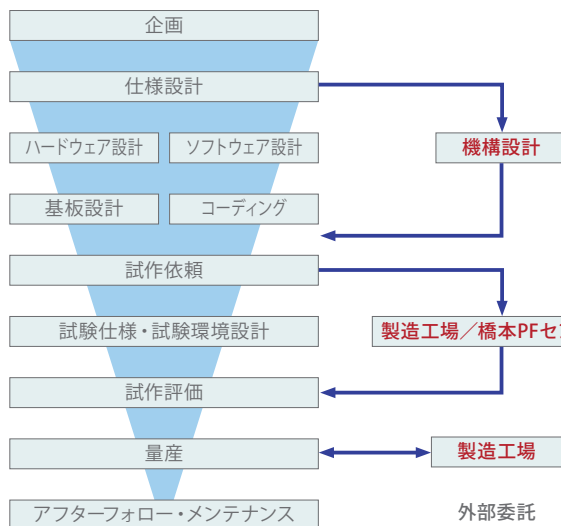 企画
仕様設計
ハードウェア設計 ソフトウェア設計 機構設計
基板設計 コーディング
試作依頼
試験仕様・試験環境設計 製造工場／橋本PFセ
試作評価
量産 製造工場
アフターフォロー・メンテナンス 外部委託